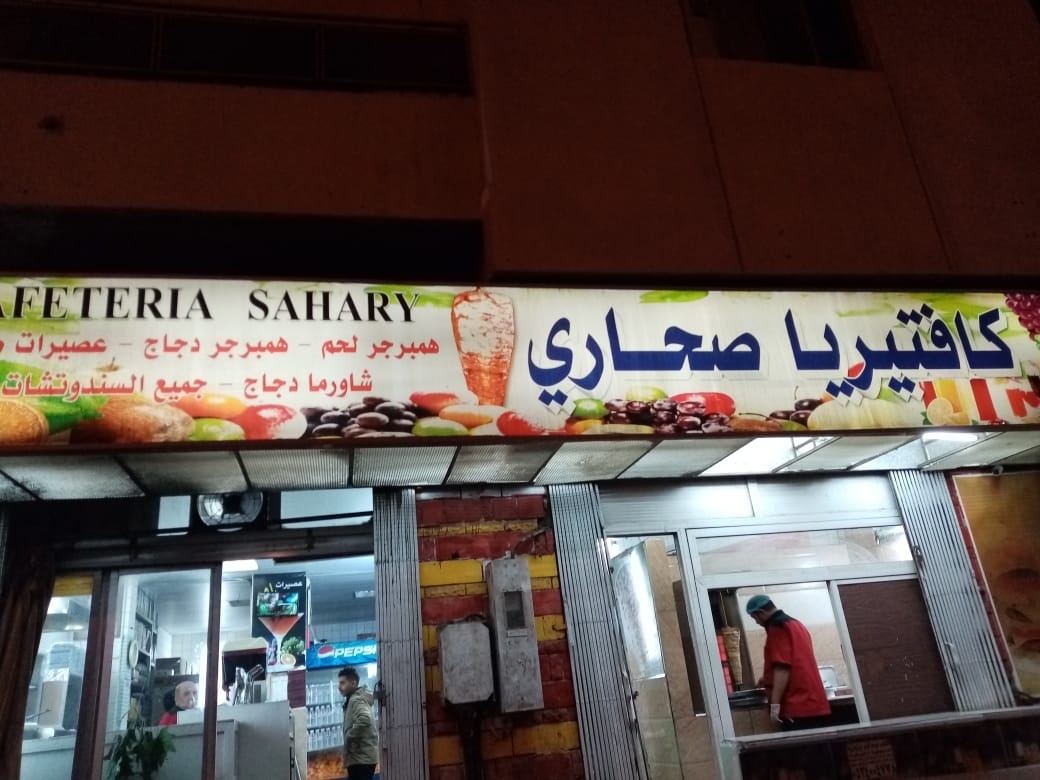 كافتيريا صحاري
AFETERIA SAHARY
همبرجر لحم - همبرجر دجاج - عصيرات
شاورما دجاج - جميع السندوتشات
عصيرات
PEPSI